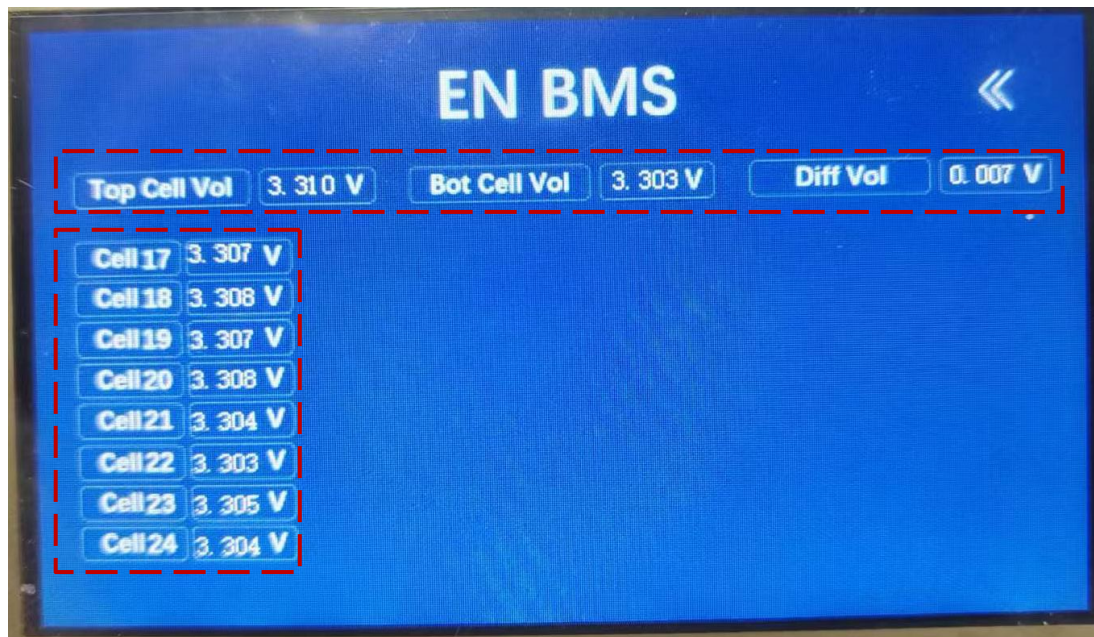 EN BMS
Top Cell Vol 3.310 V Bot Cell Vol 3.303 V Diff Vol 0.007 V
Cell 17 3.307 V
Cell 18 3.308 V
Cell 19 3.307 V
Cell 20 3.308 V
Cell 21 3.304 V
Cell 22 3.303 V
Cell 23 3.305 V
Cell 24 3.304 V